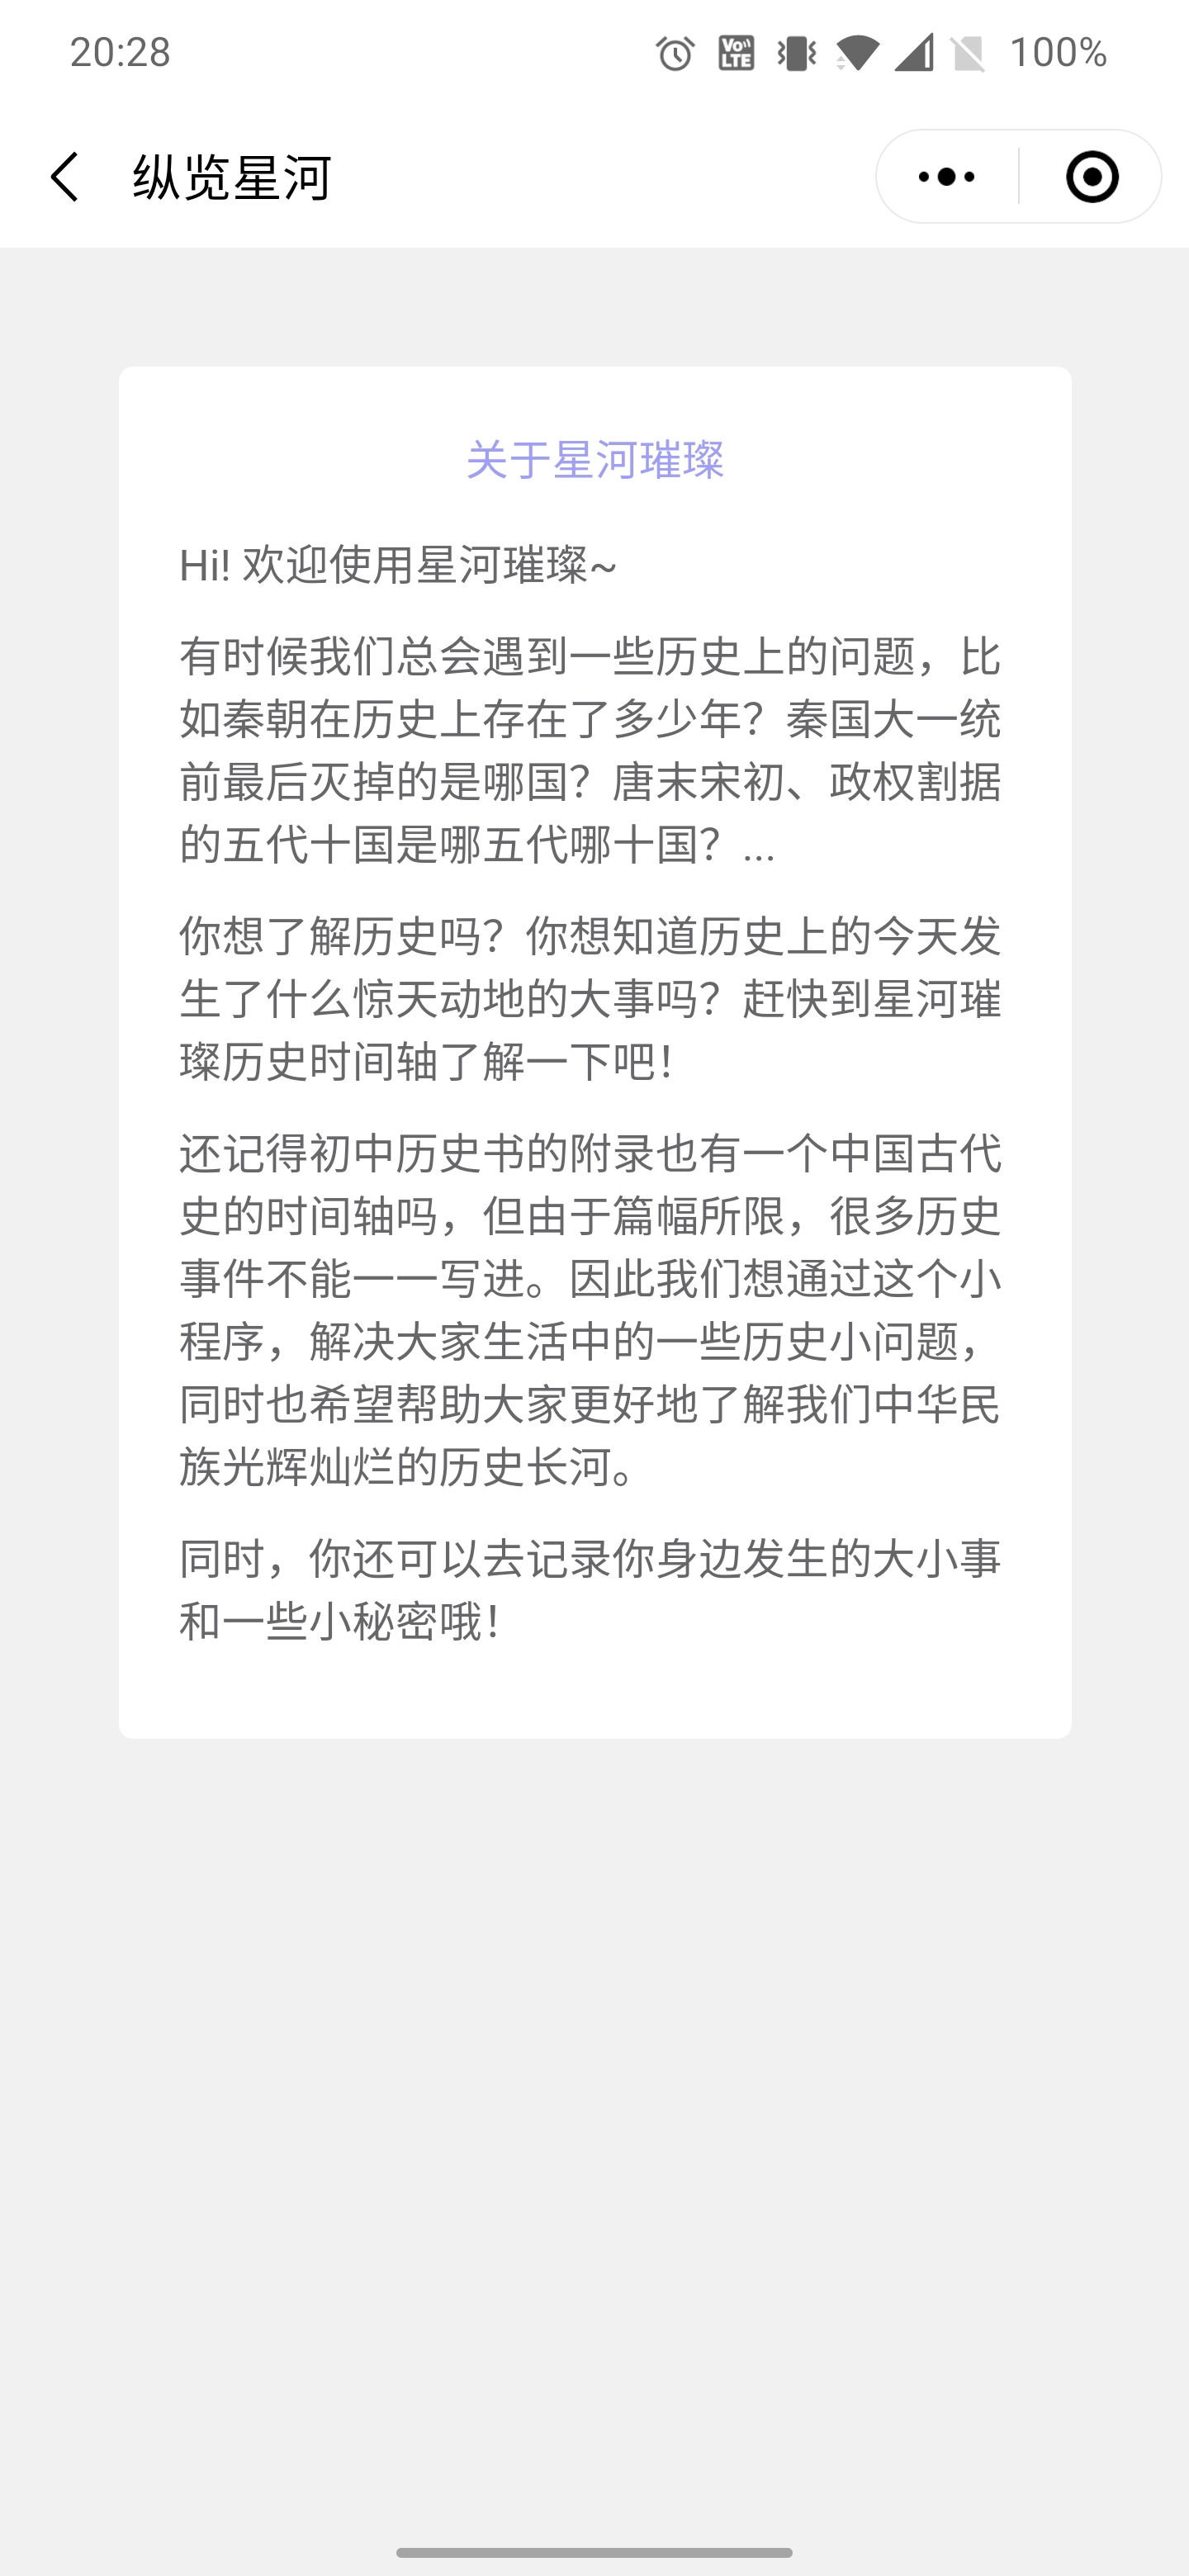 20:28
Vo LTE
100%
纵览星河
关于星河璀璨
Hi! 欢迎使用星河璀璨~
有时候我们总会遇到一些历史上的问题，比
如秦朝在历史上存在了多少年？秦国大一统
前最后灭掉的是哪国？唐末宋初、政权割据
的五代十国是哪五代哪十国？...
你想了解历史吗？你想知道历史上的今天发
生了什么惊天动地的大事吗？赶快到星河璀
璨历史时间轴了解一下吧！
还记得初中历史书的附录也有一个中国古代
史的时间轴吗，但由于篇幅所限，很多历史
事件不能一一写进。因此我们想通过这个小
程序，解决大家生活中的一些历史小问题，
同时也希望帮助大家更好地了解我们中华民
族光辉灿烂的历史长河。
同时，你还可以去记录你身边发生的大小事
和一些小秘密哦！